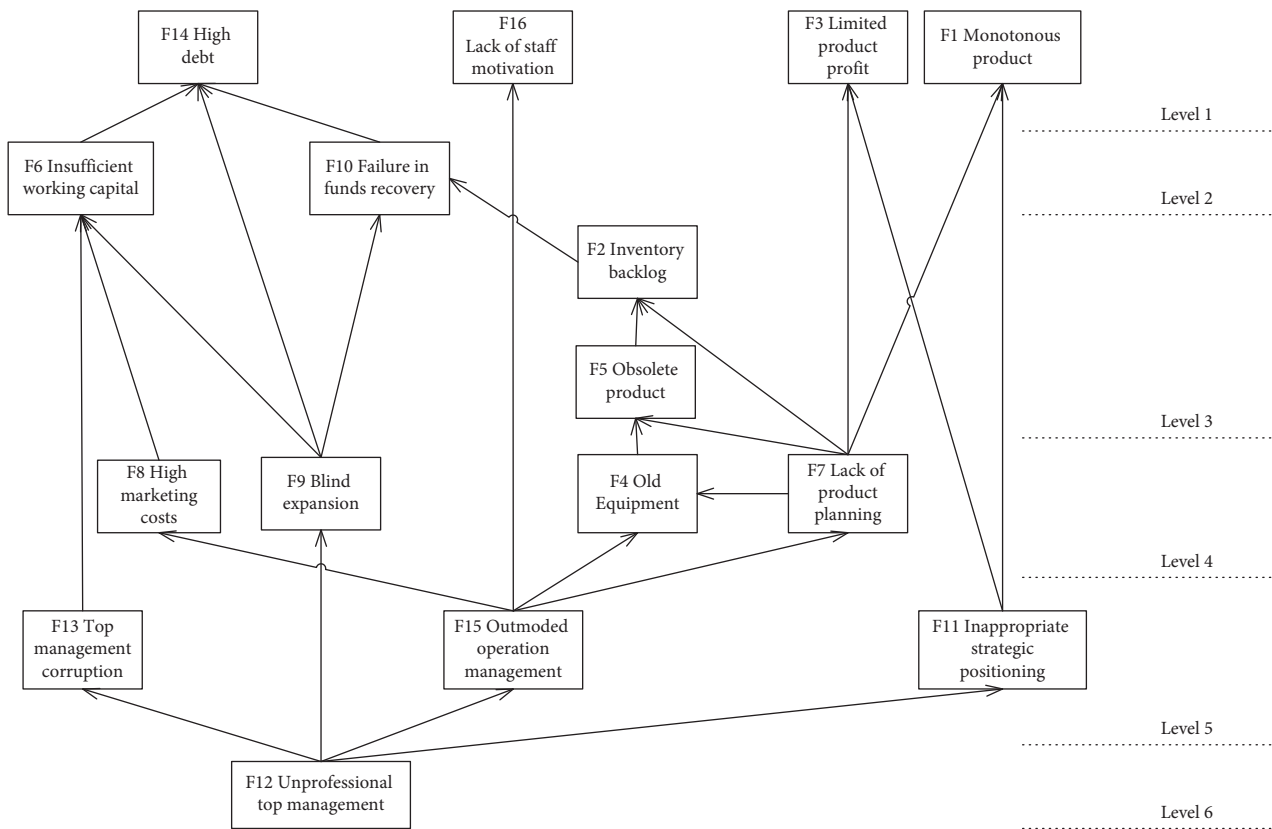 F14 High
debt
F16
Lack of staff
motivation
F3 Limited
product
profit
F1 Monotonous
product
Level 1
F6 Insufficient
working capital
F10 Failure in
funds recovery
Level 2
F2 Inventory
backlog
F5 Obsolete
product
Level 3
F8 High
marketing
costs
F9 Blind
expansion
F4 Old
Equipment
F7 Lack of
product
planning
Level 4
F13 Top
management
corruption
F15 Outmoded
operation
management
F11 Inappropriate
strategic
positioning
Level 5
F12 Unprofessional
top management
Level 6